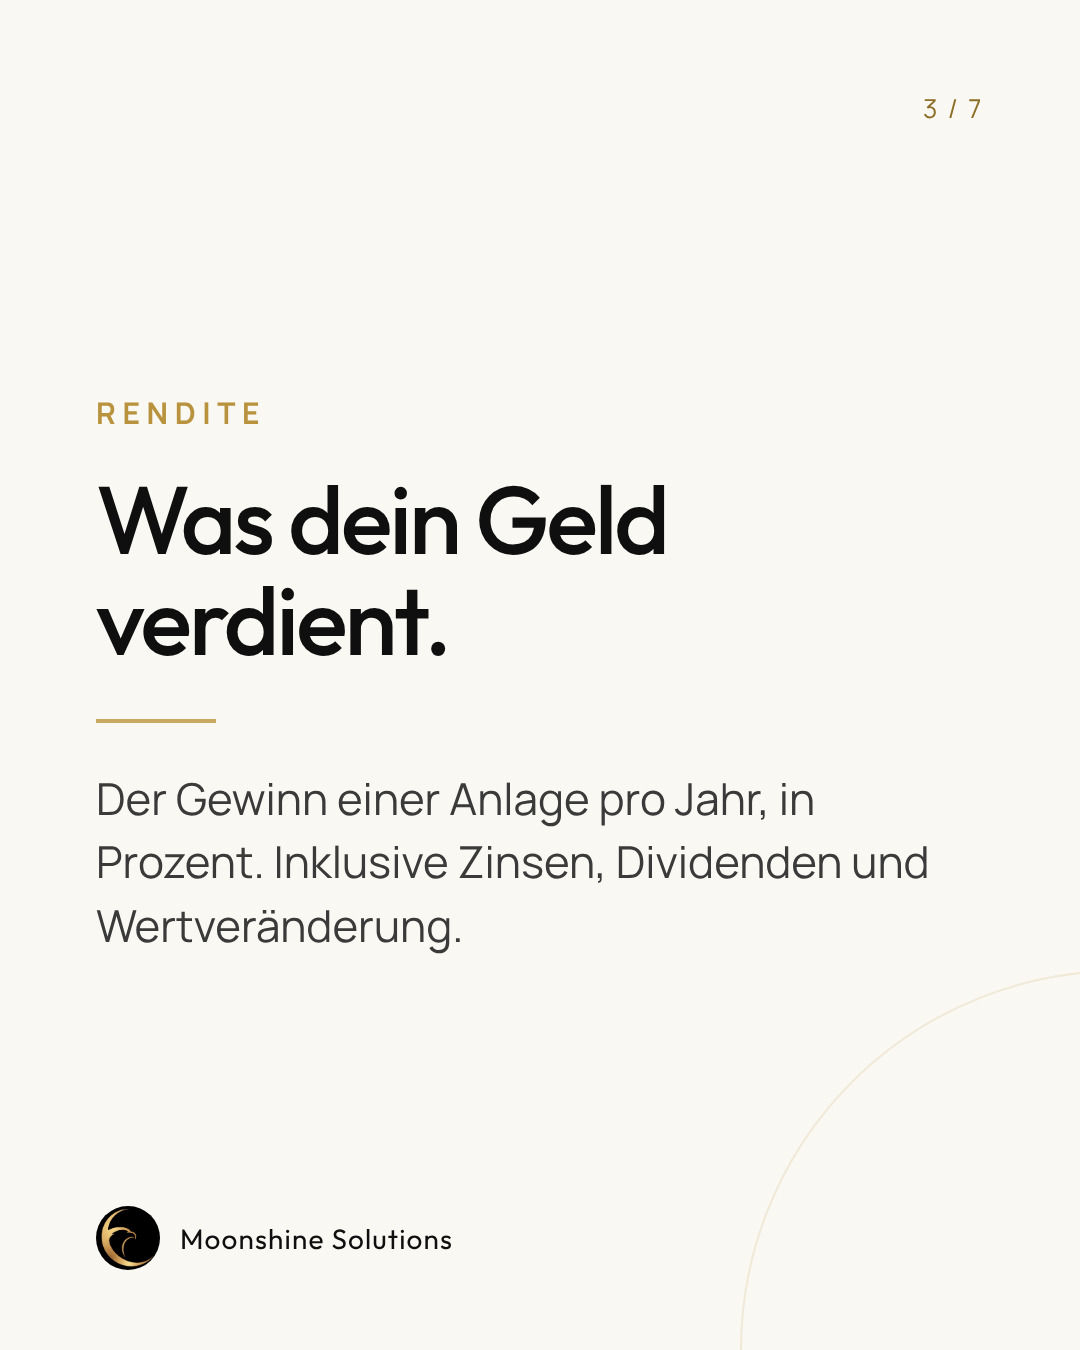 3 / 7
RENDITE
Was dein Geld
verdient.
Der Gewinn einer Anlage pro Jahr, in
Prozent. Inklusive Zinsen, Dividenden und
Wertveränderung.
Moonshine Solutions